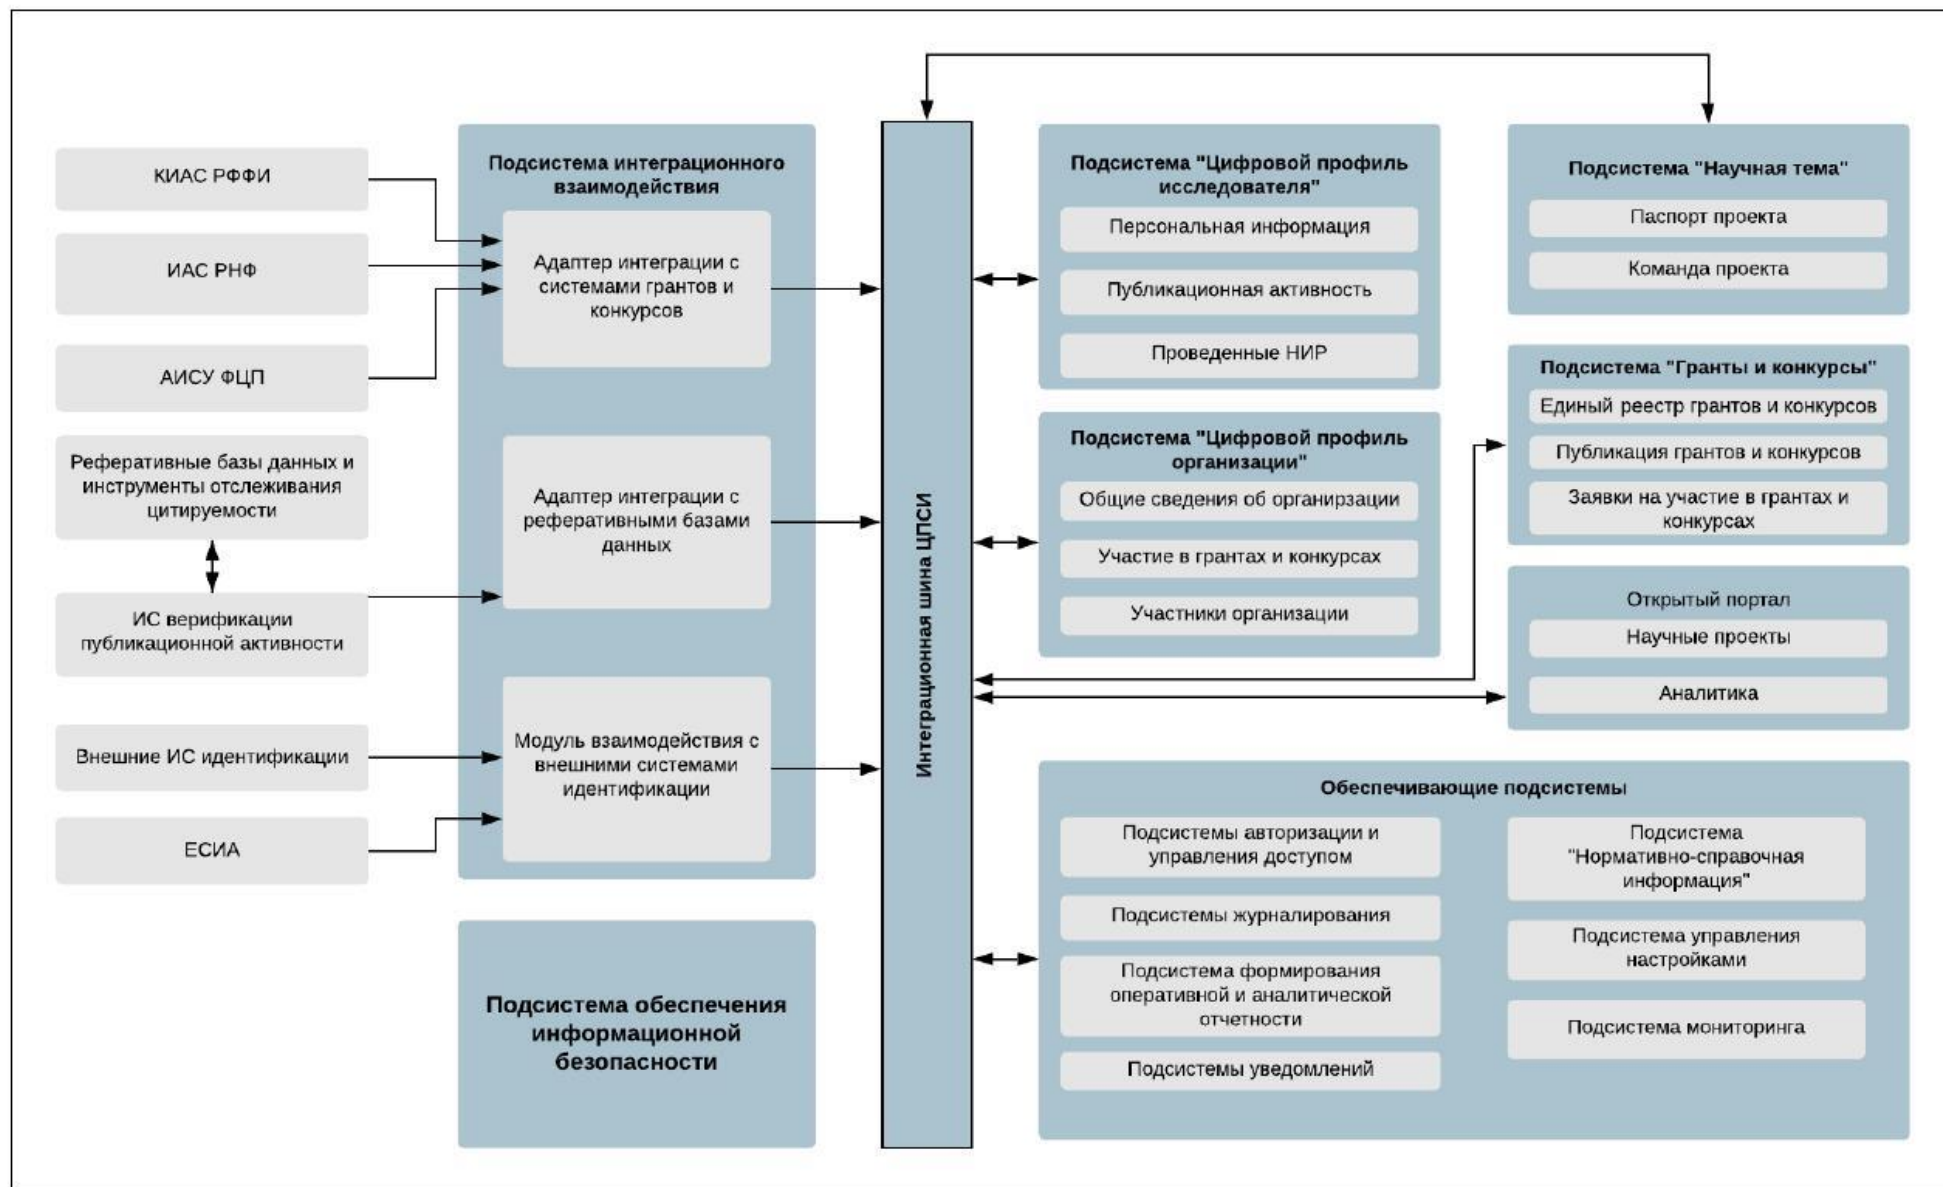 КИАС РФФИ
ИАС РНФ
АИСУ ФЦП
Реферативные базы данных и
инструменты отслеживания
цитируемости
ИС верификации
публикационной активности
Внешние ИС идентификации
ЕСИА
Подсистема интеграционного
взаимодействия
Адаптер интеграции с
системами грантов и
конкурсов
Адаптер интеграции с
реферативными базами
данных
Модуль взаимодействия с
внешними системами
идентификации
Подсистема обеспечения
информационной
безопасности
Интеграционная шина ЦПСИ
Подсистема "Цифровой профиль
исследователя"
Персональная информация
Публикационная активность
Проведенные НИР
Подсистема "Цифровой профиль
организации"
Общие сведения об органирзации
Участие в грантах и конкурсах
Участники организации
Подсистема "Научная тема"
Паспорт проекта
Команда проекта
Подсистема "Гранты и конкурсы"
Единый реестр грантов и конкурсов
Публикация грантов и конкурсов
Заявки на участие в грантах и
конкурсах
Открытый портал
Научные проекты
Аналитика
Обеспечивающие подсистемы
Подсистемы авторизации и
управления доступом
Подсистемы журналирования
Подсистема формирования
оперативной и аналитической
отчетности
Подсистемы уведомлений
Подсистема
"Нормативно-справочная
информация"
Подсистема управления
настройками
Подсистема мониторинга